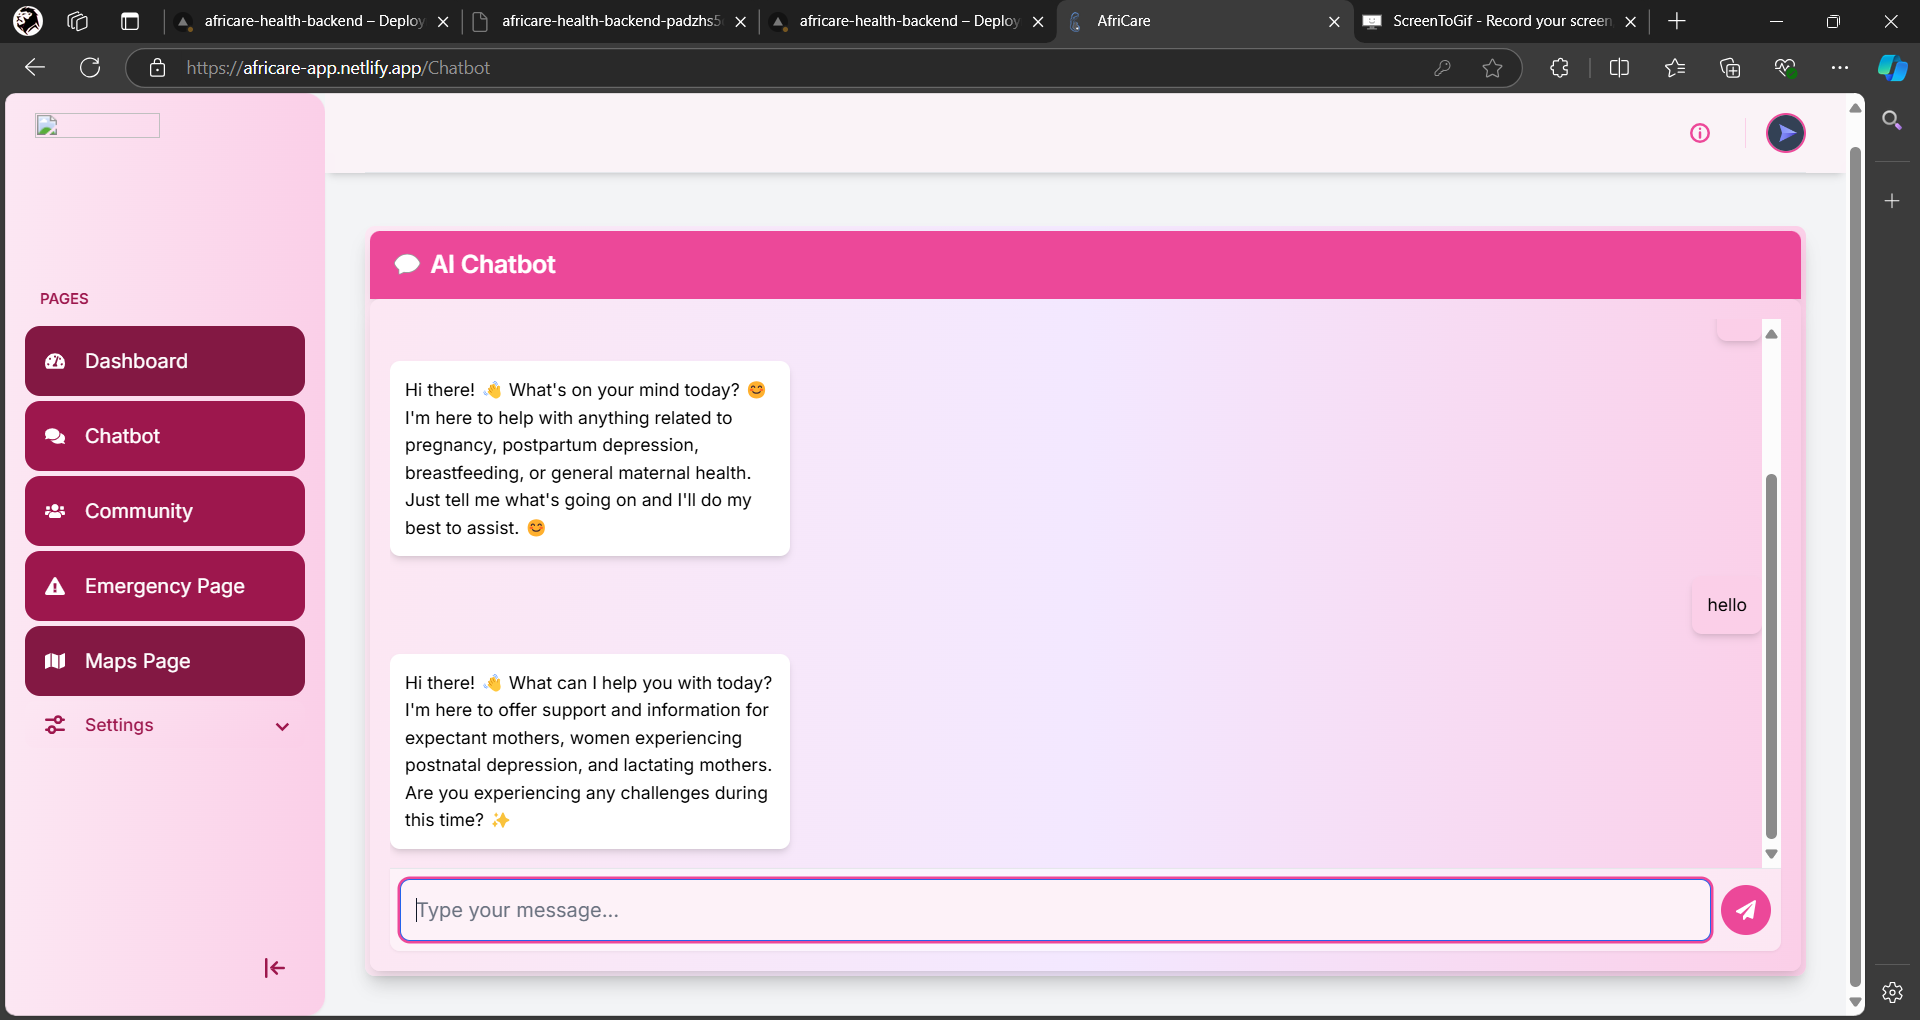 africare-health-backend – Deploy
africare-health-backend-padzhs5
africare-health-backend – Deploy
AfriCare
ScreenToGif - Record your screen,
https://africare-app.netlify.app/Chatbot
PAGES
Dashboard
Chatbot
Community
Emergency Page
Maps Page
Settings
AI Chatbot
Hi there! 👋 What's on your mind today? 😊
I'm here to help with anything related to
pregnancy, postpartum depression,
breastfeeding, or general maternal health.
Just tell me what's going on and I'll do my
best to assist. 😊
hello
Hi there! 👋 What can I help you with today?
I'm here to offer support and information for
expectant mothers, women experiencing
postnatal depression, and lactating mothers.
Are you experiencing any challenges during
this time? ✨
Type your message...